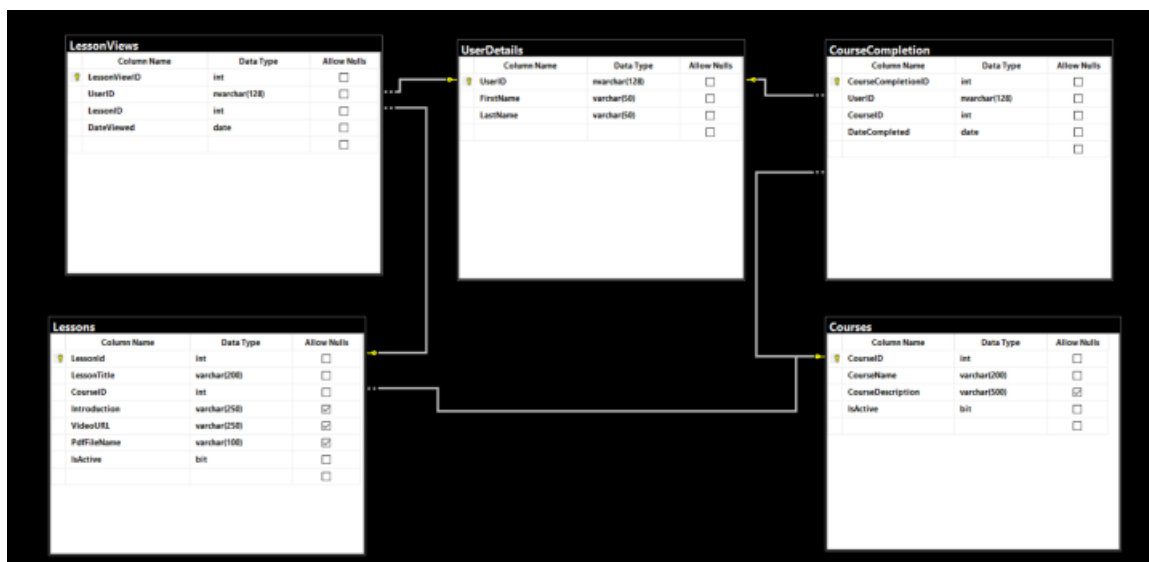 LessonViews
Column Name Data Type Allow Nulls
LessonViewID int
UserID nvarchar(128)
LessonID int
DateViewed date
UserDetails
Column Name Data Type Allow Nulls
UserID nvarchar(128)
FirstName varchar(50)
LastName varchar(50)
CourseCompletion
Column Name Data Type Allow Nulls
CourseCompletionID int
UserID nvarchar(128)
CourseID int
DateCompleted date
Lessons
Column Name Data Type Allow Nulls
LessonId int
LessonTitle varchar(200)
CourseID int
Introduction varchar(250)
VideoURL varchar(250)
PdfFileName varchar(100)
IsActive bit
Courses
Column Name Data Type Allow Nulls
CourseID int
CourseName varchar(200)
CourseDescription varchar(500)
IsActive bit